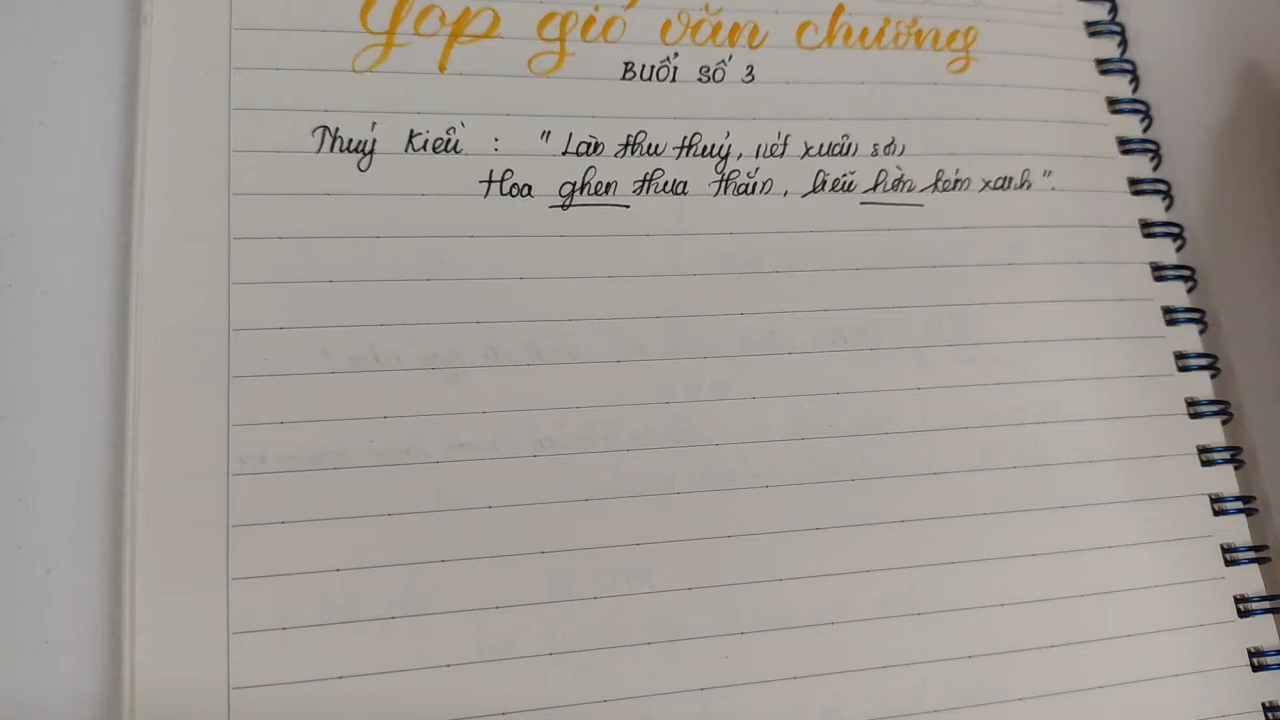 Góp gió văn chương
Buổi số 3
Thuý Kiều : "Làn thu thuỷ, nét xuân sơn,
Hoa ghen thua thắm, liễu hờn kém xanh".